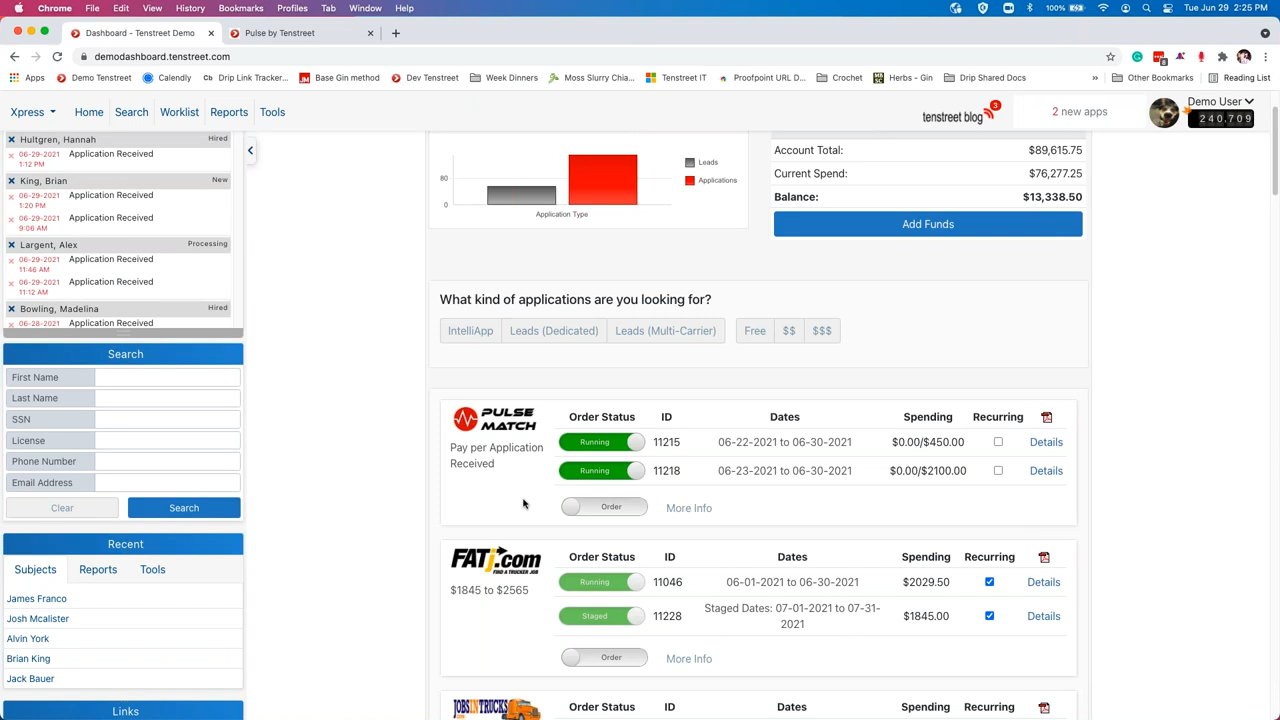 Chrome File Edit View History Bookmarks Profiles Tab Window Help 100% Tue Jun 29 2:25 PM
Dashboard - Tenstreet Demo Pulse by Tenstreet
demodashboard.tenstreet.com
Apps Demo Tenstreet Calendly Drip Link Tracker... Base Gin method Dev Tenstreet Week Dinners Moss Slurry Chia... Tenstreet IT Proofpoint URL D... Crochet Herbs - Gin Drip Shared Docs » Other Bookmarks Reading List
Xpress Home Search Worklist Reports Tools tenstreet blog 3 2 new apps Demo User
240,709
Hultgren, Hannah Hired
06-29-2021 Application Received
1:12 PM
King, Brian New
06-29-2021 Application Received
1:20 PM
06-29-2021 Application Received
9:06 AM
Largent, Alex Processing
06-29-2021 Application Received
11:46 AM
06-29-2021 Application Received
11:12 AM
Bowling, Madelina Hired
06-28-2021 Application Received
Search
First Name
Last Name
SSN
License
Phone Number
Email Address
Clear Search
Recent
Subjects Reports Tools
James Franco
Josh Mcalister
Alvin York
Brian King
Jack Bauer
Links
80
0
Application Type
Leads
Applications
Account Total: $89,615.75
Current Spend: $76,277.25
Balance: $13,338.50
Add Funds
What kind of applications are you looking for?
IntelliApp Leads (Dedicated) Leads (Multi-Carrier) Free $$ $$$
PULSE MATCH
Pay per Application
Received
Order Status ID Dates Spending Recurring
Running 11215 06-22-2021 to 06-30-2021 $0.00/$450.00 Details
Running 11218 06-23-2021 to 06-30-2021 $0.00/$2100.00 Details
Order More Info
FATj.com
FIND A TRUCKER JOB
$1845 to $2565
Order Status ID Dates Spending Recurring
Running 11046 06-01-2021 to 06-30-2021 $2029.50 Details
Staged 11228 Staged Dates: 07-01-2021 to 07-31-
2021 $1845.00 Details
Order More Info
JOBSINTRUCKS
Order Status ID Dates Spending Recurring